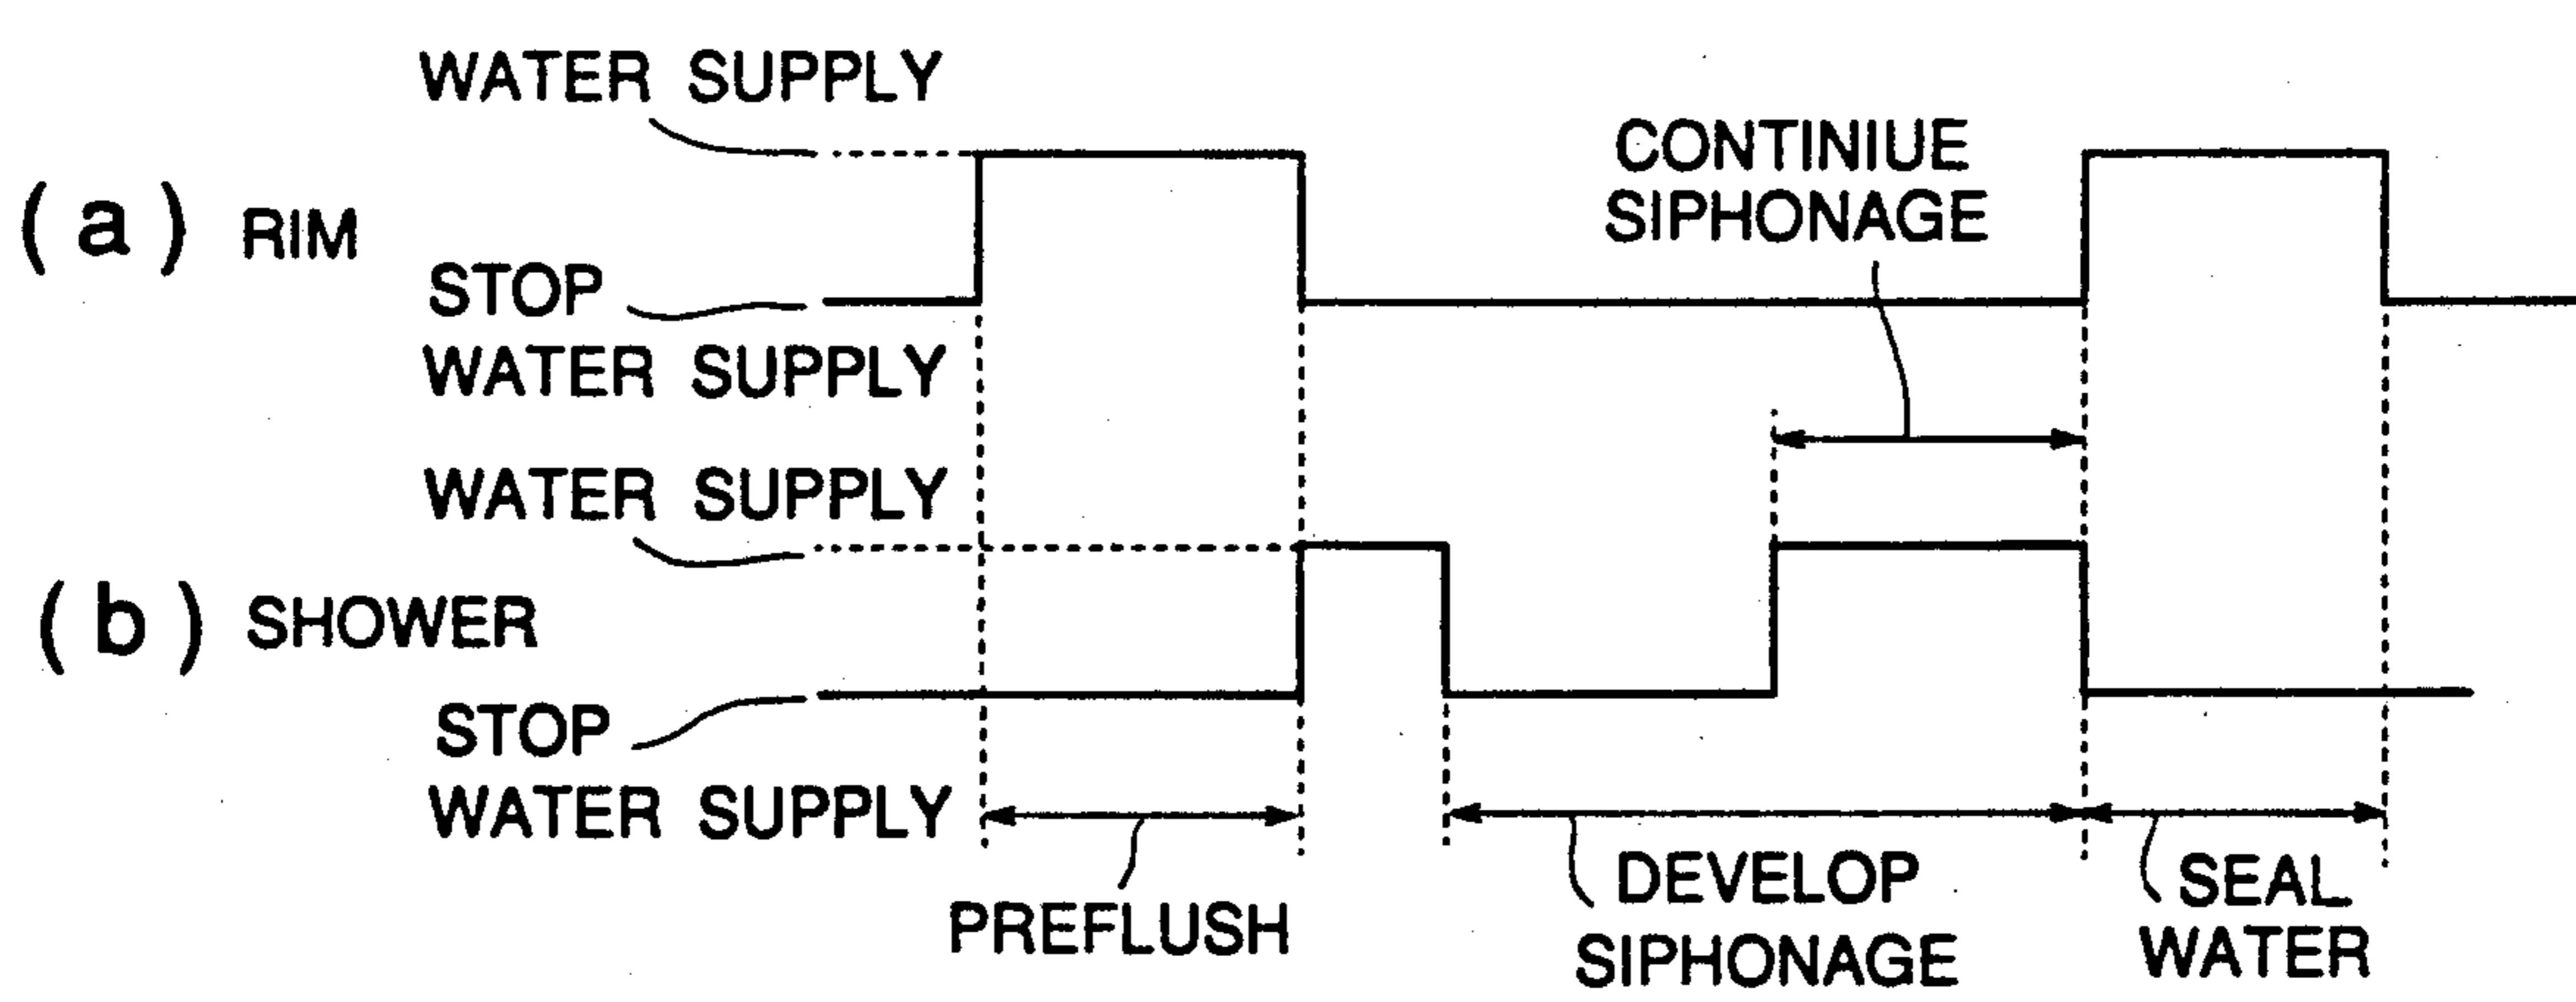 WATER SUPPLY
CONTINIUE
SIPHONAGE
(a) RIM
STOP
WATER SUPPLY
WATER SUPPLY
(b) SHOWER
STOP
WATER SUPPLY
PREFLUSH
DEVELOP
SIPHONAGE
SEAL
WATER